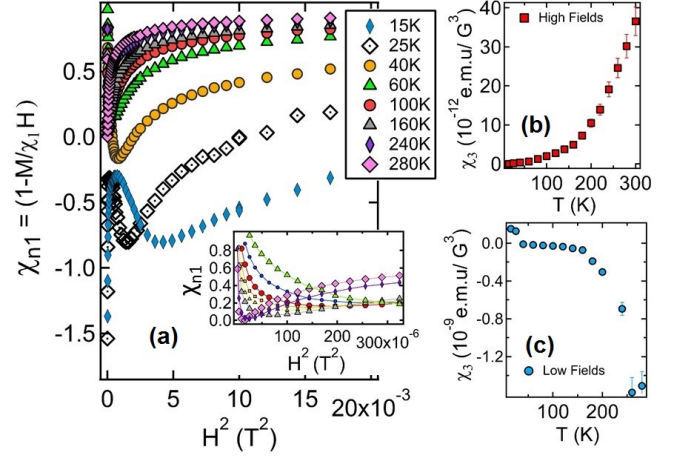 χn1 = (1-M/χ1H)
0.5
0.0
-0.5
-1.0
-1.5
0
5
10
15
20x10-3
H2 (T2)
(a)
15K
25K
40K
60K
100K
160K
240K
280K
χn1
0.8
0.6
0.4
0.2
0.0
100
200
300x10-6
H2 (T2)
χ3 (10-12 e.m.u/ G3)
40
30
20
10
0
High Fields
(b)
100
200
300
T (K)
χ3 (10-9 e.m.u/ G3)
0.0
-0.4
-0.8
-1.2
(c)
Low Fields
100
200
T (K)